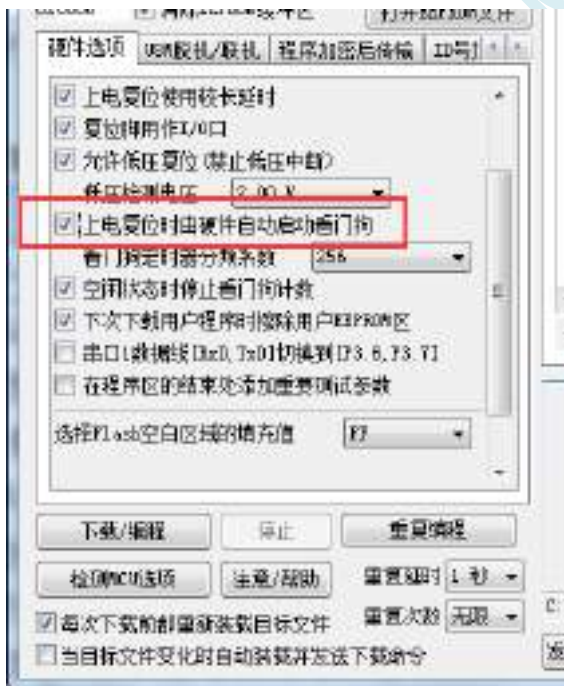 打开EEPROM文件
硬件选项 USB脱机/联机 程序加密后传输 ID号
上电复位使用较长延时
复位脚用作I/O口
允许低压复位(禁止低压中断)
低压检测电压 2.00 V
上电复位时由硬件自动启动看门狗
看门狗定时器分频系数 256
空闲状态时停止看门狗计数
下次下载用户程序时擦除用户EEPROM区
串口1数据线[RxD,TxD]切换到[P3.6,P3.7]
在程序区的结束处添加重要测试参数
选择Flash空白区域的填充值 FF
下载/编程 停止 重复编程
检测MCU选项 注意/帮助 重复延时 1 秒
每次下载前都重新装载目标文件 重复次数 无限
当目标文件变化时自动装载并发送下载命令